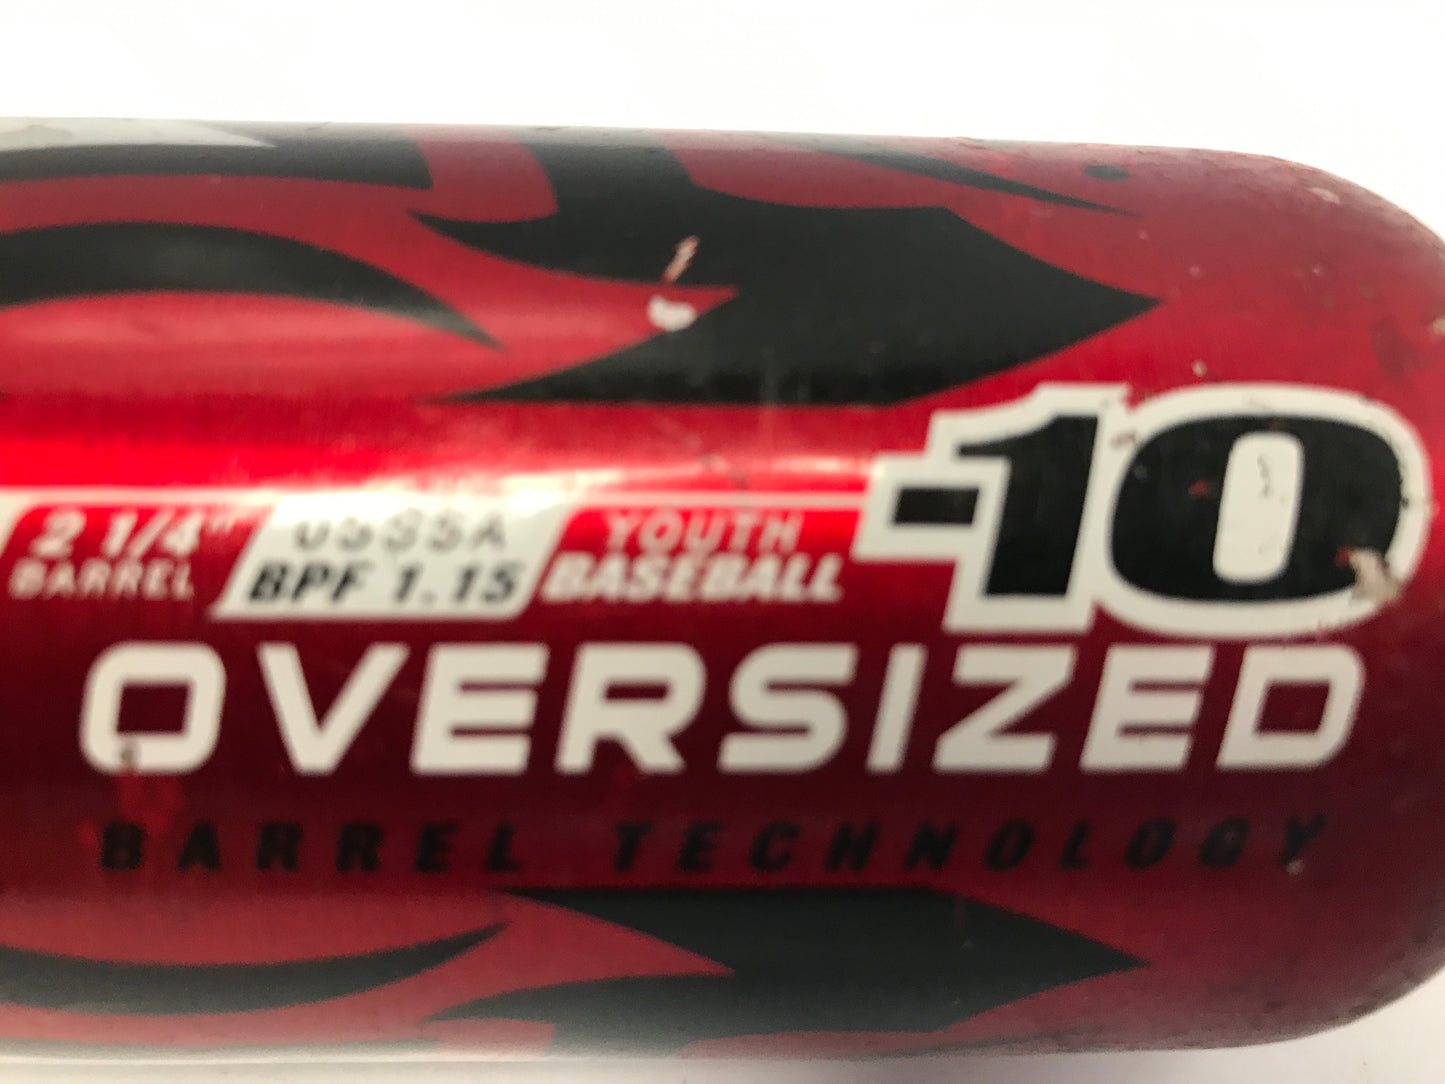 -10
2 1/4" USSSA YOUTH
BARREL BPF 1.15 BASEBALL
OVERSIZED
BARREL TECHNOLOGY